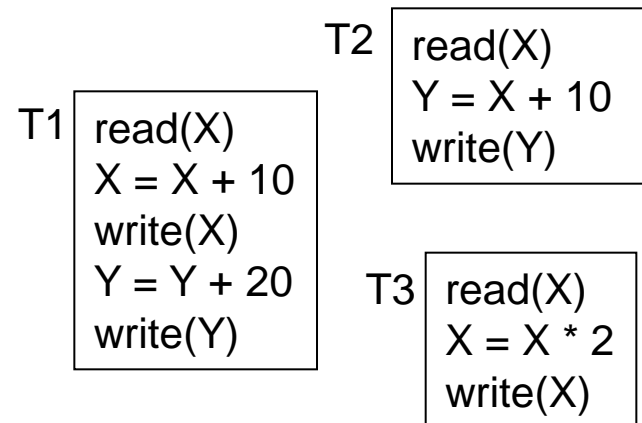 T1
read(X)
X = X + 10
write(X)
Y = Y + 20
write(Y)
T2
read(X)
Y = X + 10
write(Y)
T3
read(X)
X = X * 2
write(X)